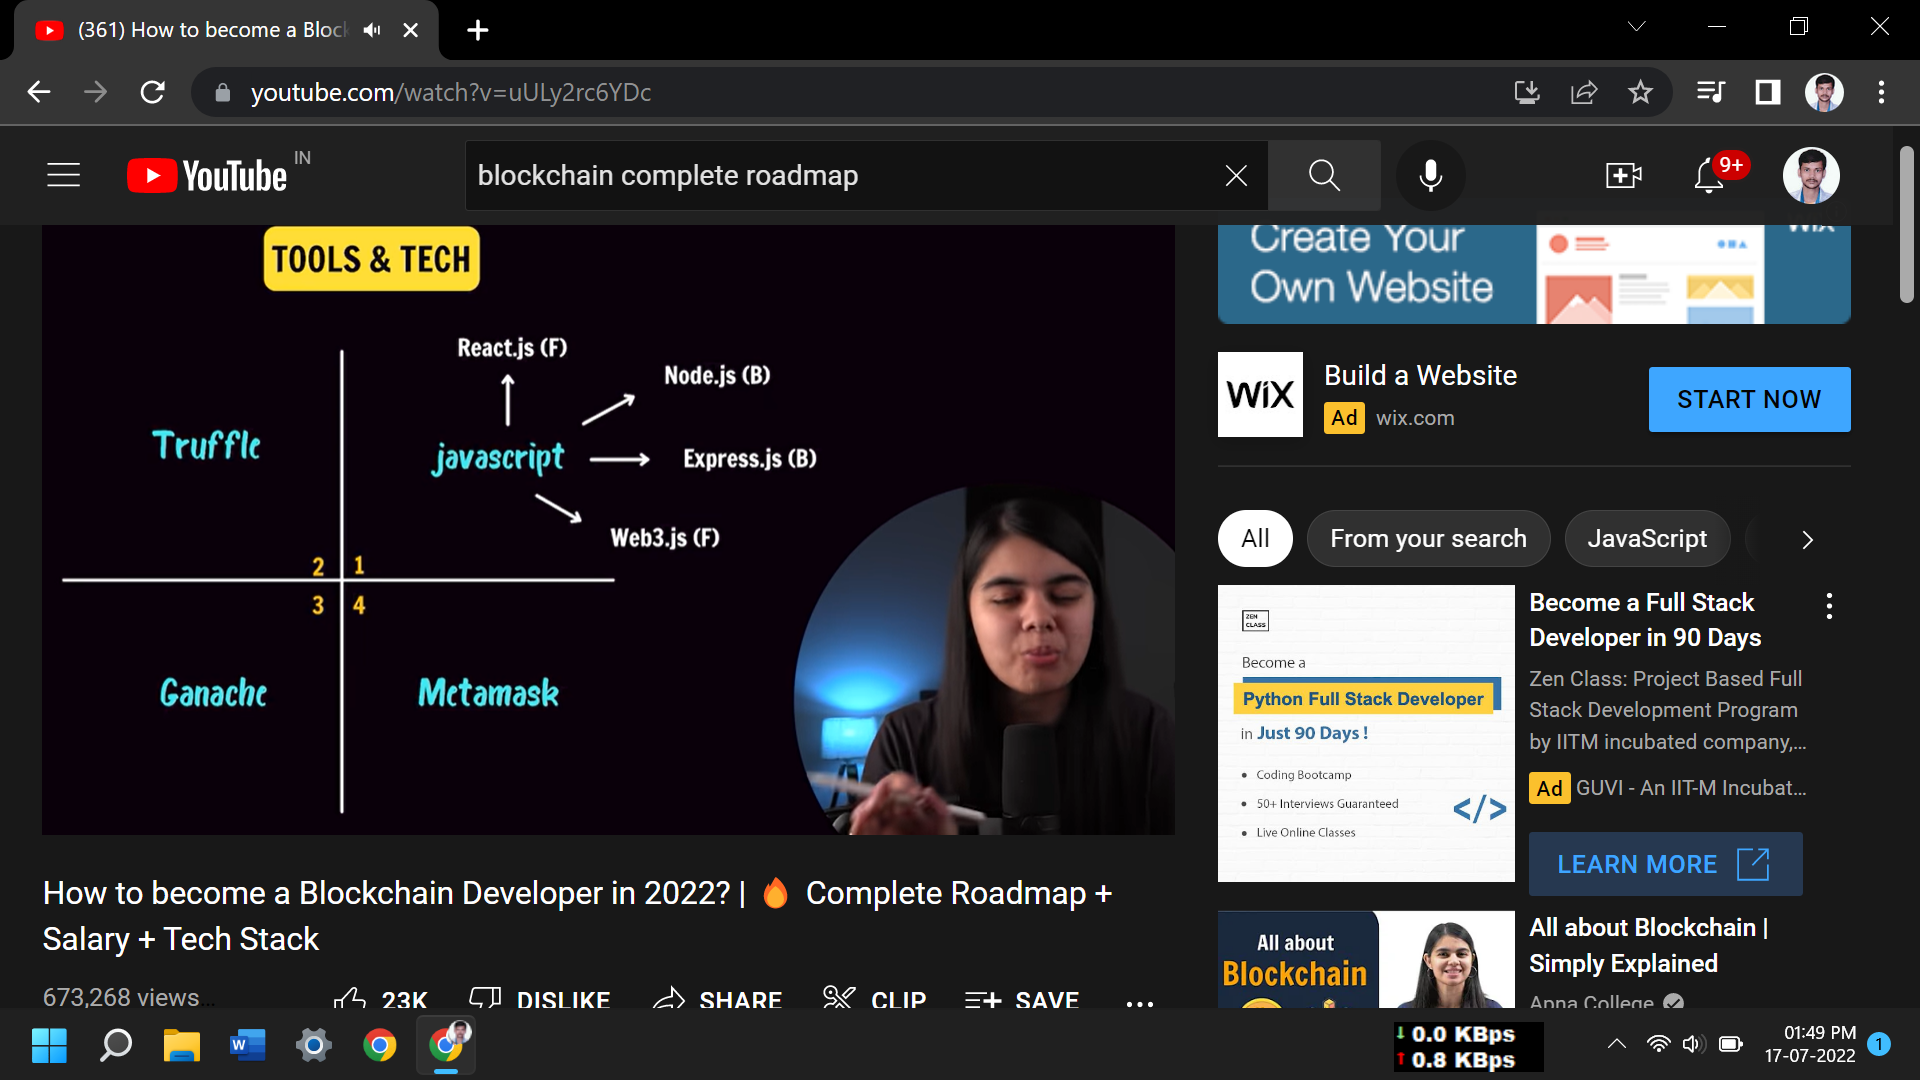 (361) How to become a Block
youtube.com/watch?v=uULy2rc6YDc
YouTube IN
blockchain complete roadmap
9+
TOOLS & TECH
React.js (F)
Node.js (B)
Truffle
javascript
Express.js (B)
Web3.js (F)
2 1
3 4
Ganache
Metamask
Create Your
Own Website
WIX
WiX
Build a Website
Ad wix.com
START NOW
All
From your search
JavaScript
ZEN
CLASS
Become a
Python Full Stack Developer
in Just 90 Days !
• Coding Bootcamp
• 50+ Interviews Guaranteed
• Live Online Classes
</>
Become a Full Stack
Developer in 90 Days
Zen Class: Project Based Full
Stack Development Program
by IITM incubated company,...
Ad GUVI - An IIT-M Incubat...
LEARN MORE
How to become a Blockchain Developer in 2022? | 🔥 Complete Roadmap +
Salary + Tech Stack
673,268 views...
23K
DISLIKE
SHARE
CLIP
SAVE
All about
Blockchain
All about Blockchain |
Simply Explained
Apna College
W
↓ 0.0 KBps
↑ 0.8 KBps
01:49 PM
17-07-2022
1